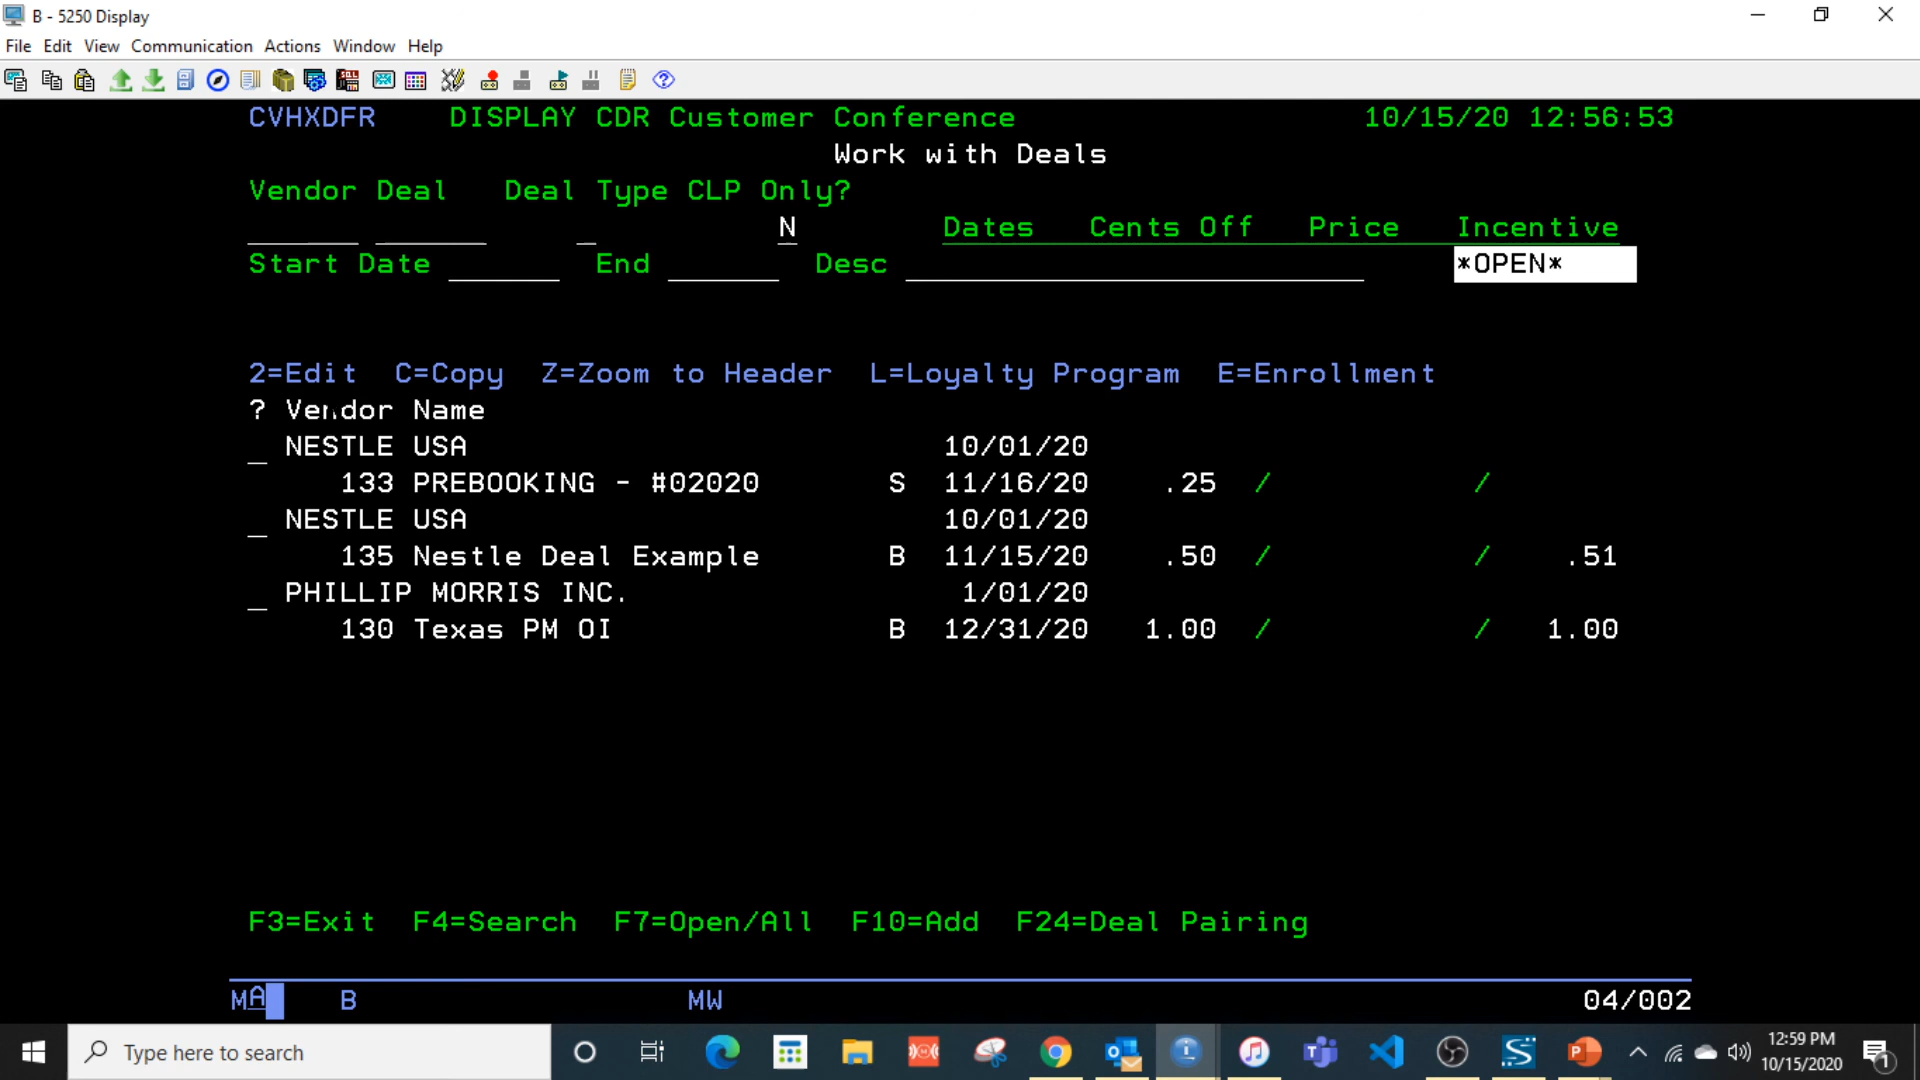 B - 5250 Display
File Edit View Communication Actions Window Help
CVHXDFR DISPLAY CDR Customer Conference 10/15/20 12:56:53
Work with Deals
Vendor Deal Deal Type CLP Only?
N Dates Cents Off Price Incentive
Start Date End Desc *OPEN*
2=Edit C=Copy Z=Zoom to Header L=Loyalty Program E=Enrollment
? Vendor Name
NESTLE USA 10/01/20
133 PREBOOKING - #02020 S 11/16/20 .25 / /
NESTLE USA 10/01/20
135 Nestle Deal Example B 11/15/20 .50 / / .51
PHILLIP MORRIS INC. 1/01/20
130 Texas PM OI B 12/31/20 1.00 / / 1.00
F3=Exit F4=Search F7=Open/All F10=Add F24=Deal Pairing
MA B MW 04/002
Type here to search
12:59 PM
10/15/2020
1